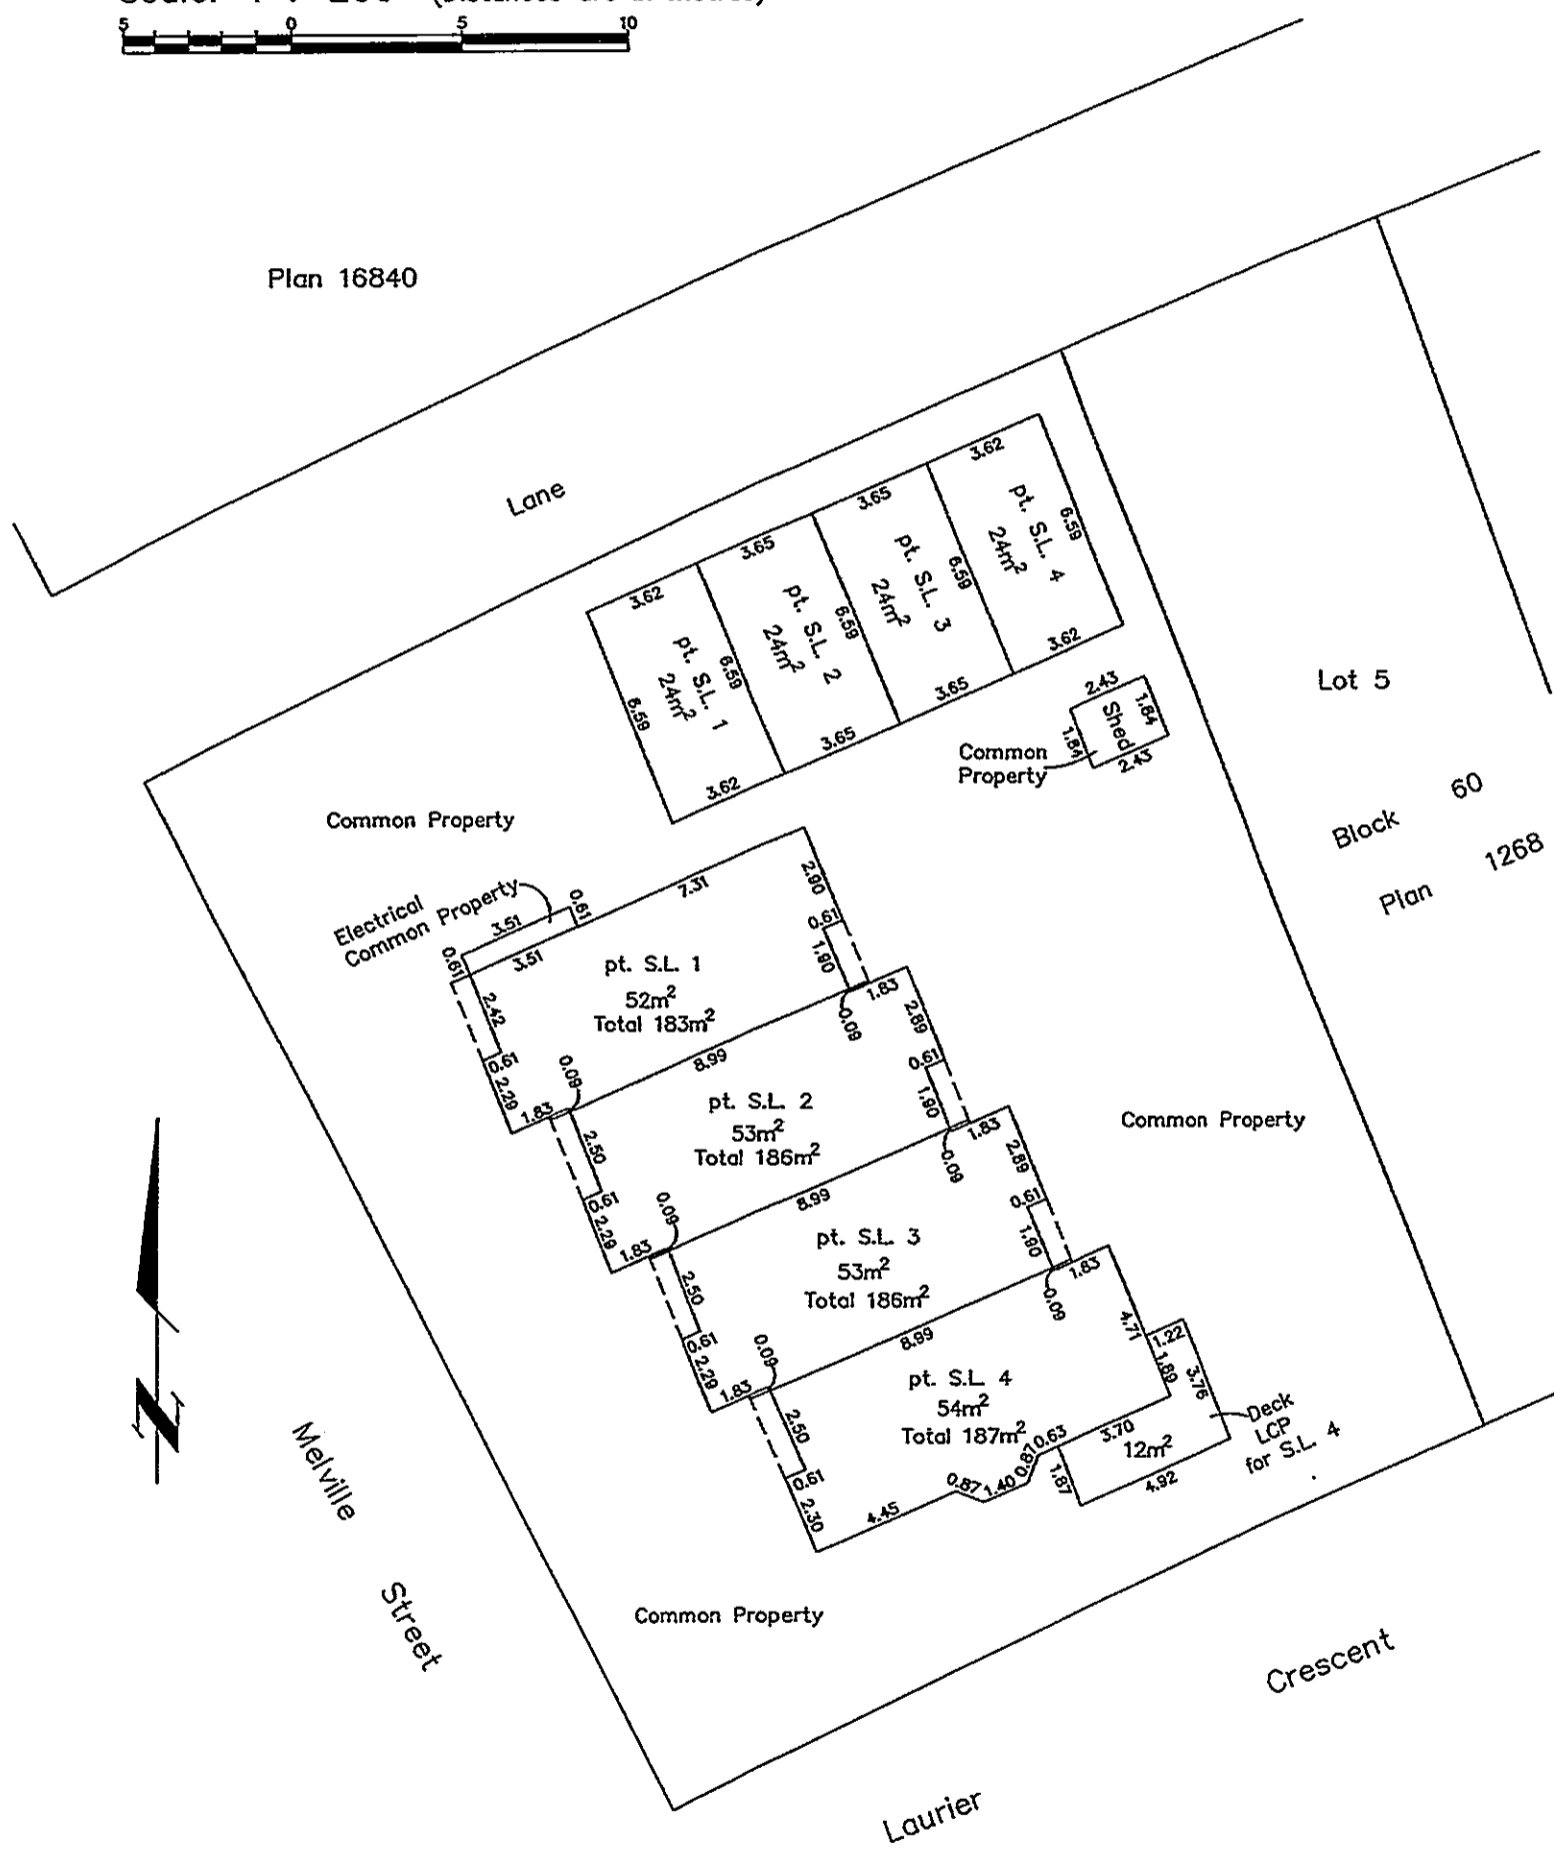 (Distances are in metres)
5 0 5 10
Plan 16840
Lane
3.62
3.65
3.65
3.62
pt. S.L. 1
24m²
pt. S.L. 2
24m²
pt. S.L. 3
24m²
pt. S.L. 4
24m²
6.59
6.59
6.59
6.59
6.59
3.62
3.65
3.65
3.62
2.43
1.84
Shed
1.84
2.43
Common
Property
Lot 5
Block 60
Plan 1268
Common Property
Electrical
Common Property
3.51
0.61
7.31
2.90
0.61
3.51
0.61
1.90
2.42
0.61
2.29
1.83
pt. S.L. 1
52m²
Total 183m²
0.09
8.99
0.09
1.83
2.89
0.61
1.90
2.50
0.61
2.29
1.83
pt. S.L. 2
53m²
Total 186m²
0.09
8.99
0.09
1.83
2.89
0.61
1.90
2.50
0.61
2.29
1.83
pt. S.L. 3
53m²
Total 186m²
0.09
8.99
0.09
1.83
4.71
2.50
0.61
2.30
pt. S.L. 4
54m²
Total 187m²
4.45
0.87
1.40
0.87
0.63
3.70
1.89
1.22
3.76
12m²
1.87
4.92
Deck
LCP
for S.L. 4
Common Property
Common Property
N
Melville Street
Laurier Crescent